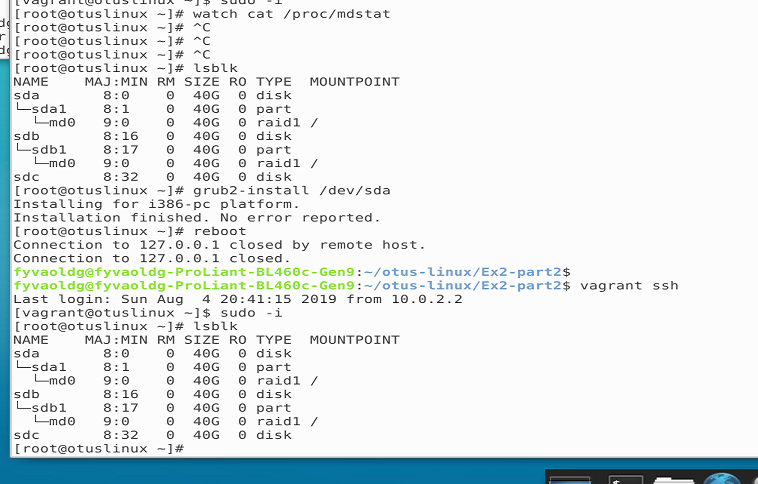 [vagrant@otuslinux ~]$ sudo -i
[root@otuslinux ~]# watch cat /proc/mdstat
[root@otuslinux ~]# ^C
[root@otuslinux ~]# ^C
[root@otuslinux ~]# ^C
[root@otuslinux ~]# lsblk
NAME    MAJ:MIN RM SIZE RO TYPE  MOUNTPOINT
sda       8:0    0  40G  0 disk
└─sda1    8:1    0  40G  0 part
  └─md0   9:0    0  40G  0 raid1 /
sdb       8:16   0  40G  0 disk
└─sdb1    8:17   0  40G  0 part
  └─md0   9:0    0  40G  0 raid1 /
sdc       8:32   0  40G  0 disk
[root@otuslinux ~]# grub2-install /dev/sda
Installing for i386-pc platform.
Installation finished. No error reported.
[root@otuslinux ~]# reboot
Connection to 127.0.0.1 closed by remote host.
Connection to 127.0.0.1 closed.
fyvaoldg@fyvaoldg-ProLiant-BL460c-Gen9:~/otus-linux/Ex2-part2$
fyvaoldg@fyvaoldg-ProLiant-BL460c-Gen9:~/otus-linux/Ex2-part2$ vagrant ssh
Last login: Sun Aug  4 20:41:15 2019 from 10.0.2.2
[vagrant@otuslinux ~]$ sudo -i
[root@otuslinux ~]# lsblk
NAME    MAJ:MIN RM SIZE RO TYPE  MOUNTPOINT
sda       8:0    0  40G  0 disk
└─sda1    8:1    0  40G  0 part
  └─md0   9:0    0  40G  0 raid1 /
sdb       8:16   0  40G  0 disk
└─sdb1    8:17   0  40G  0 part
  └─md0   9:0    0  40G  0 raid1 /
sdc       8:32   0  40G  0 disk
[root@otuslinux ~]#